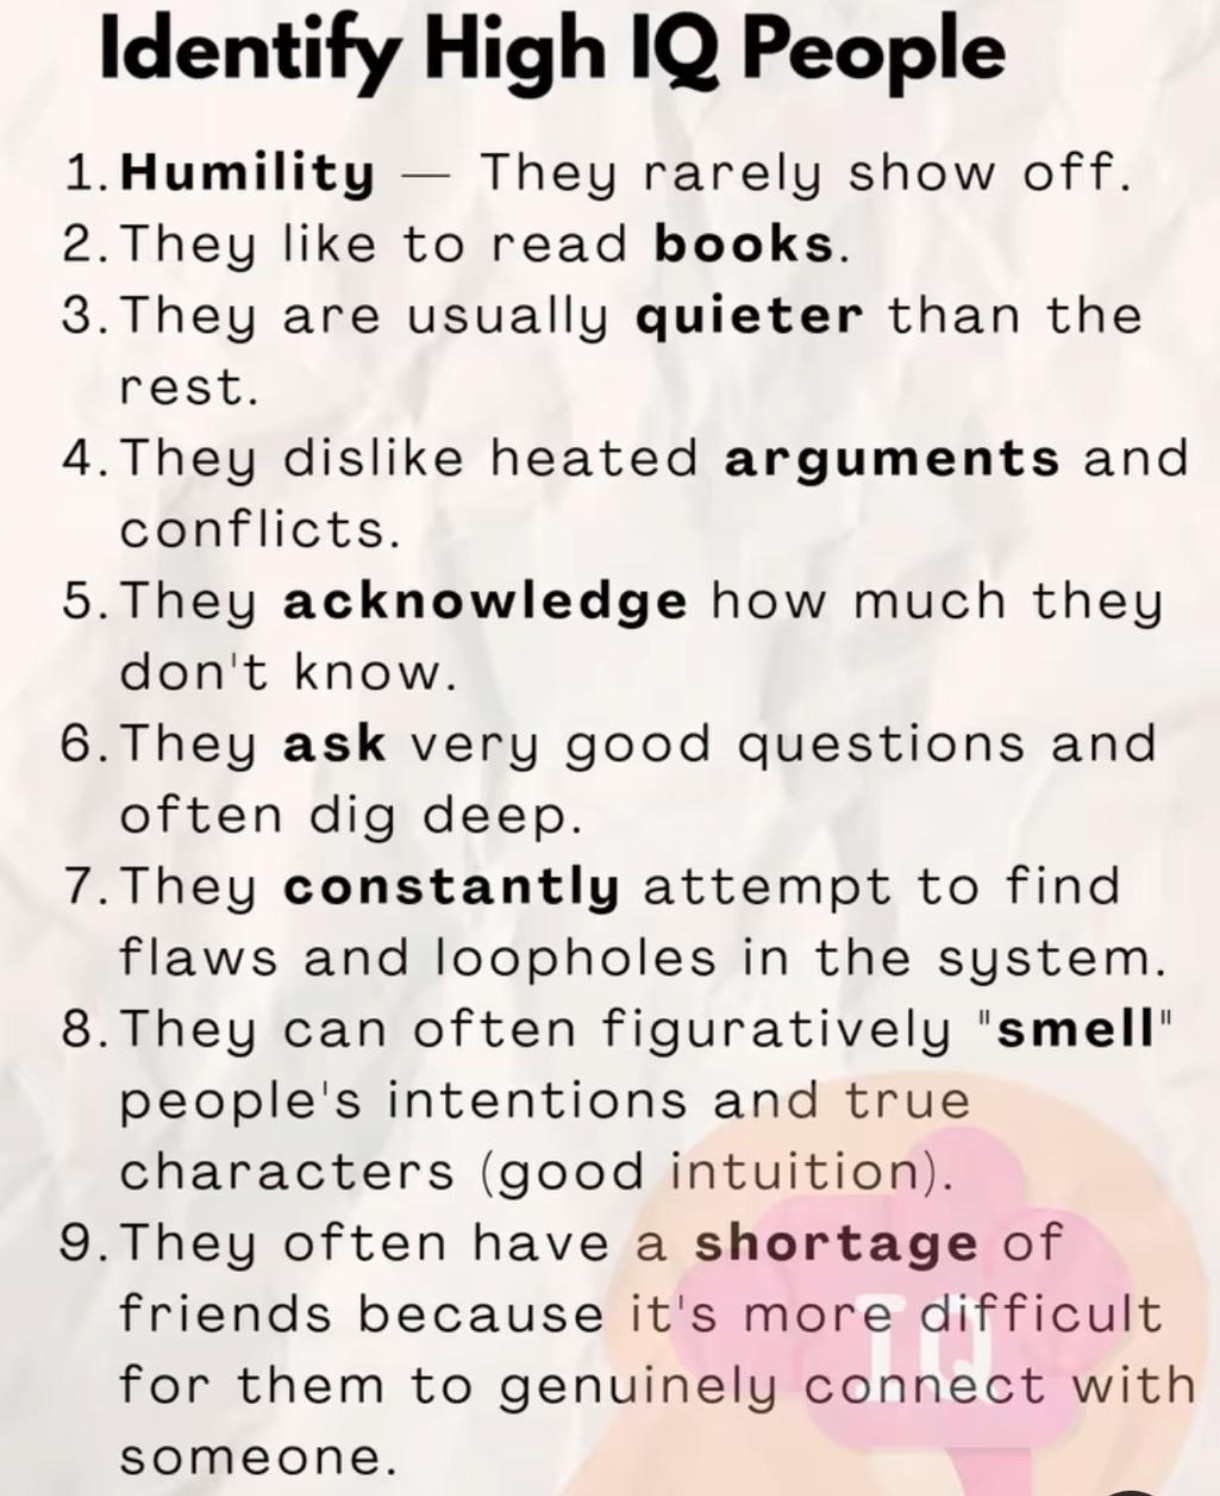 Identify High IQ People
1. Humility — They rarely show off.
2. They like to read books.
3. They are usually quieter than the
rest.
4. They dislike heated arguments and
conflicts.
5. They acknowledge how much they
don't know.
6. They ask very good questions and
often dig deep.
7. They constantly attempt to find
flaws and loopholes in the system.
8. They can often figuratively "smell"
people's intentions and true
characters (good intuition).
9. They often have a shortage of
friends because it's more difficult
for them to genuinely connect with
someone.
IQ